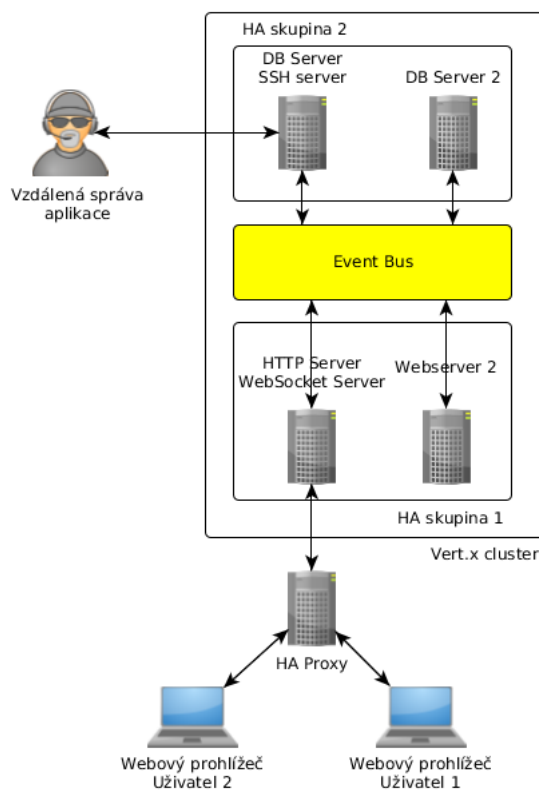 HA skupina 2
DB Server
SSH server
DB Server 2
Vzdálená správa
aplikace
Event Bus
HTTP Server
WebSocket Server
Webserver 2
HA skupina 1
Vert.x cluster
HA Proxy
Webový prohlížeč
Uživatel 2
Webový prohlížeč
Uživatel 1